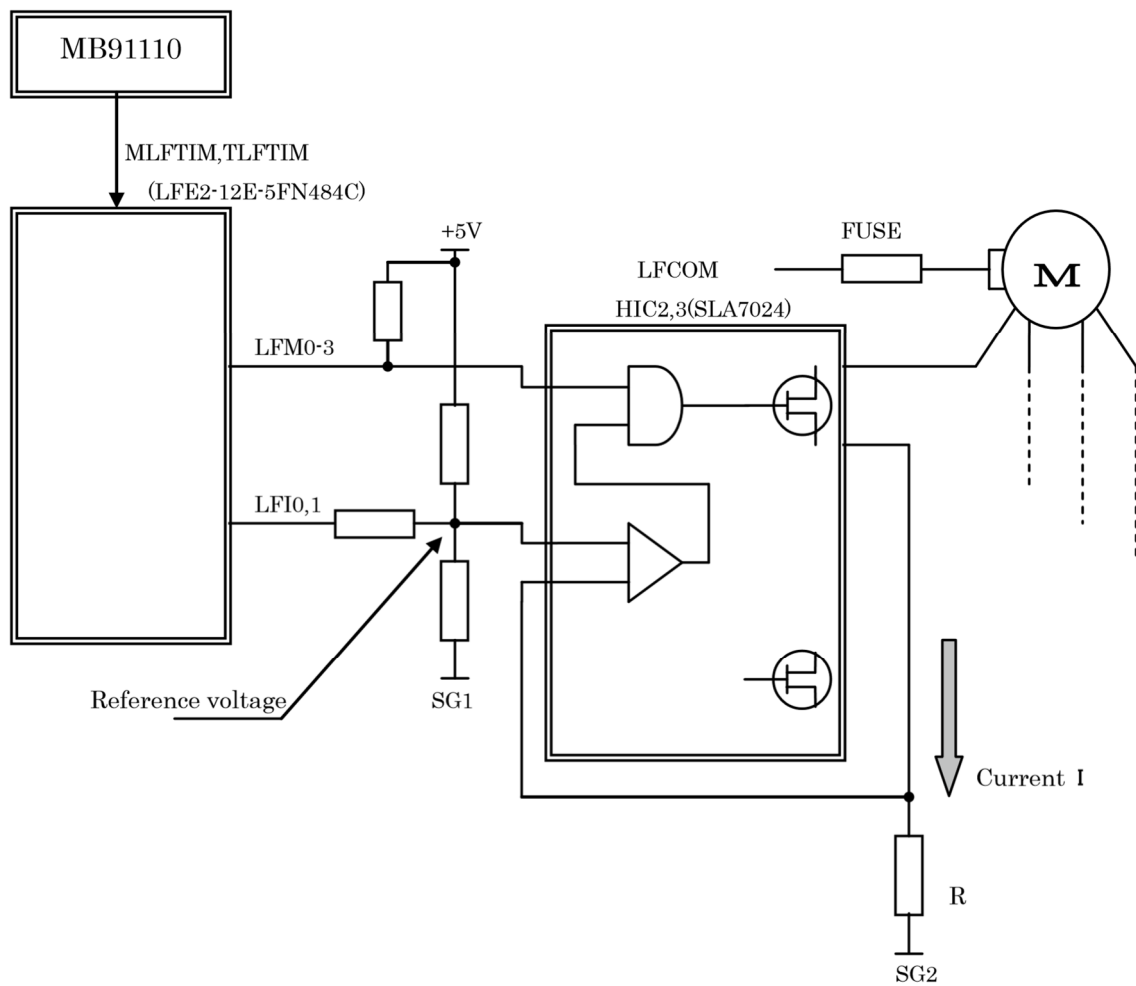 MB91110
MLFTIM,TLFTIM
(LFE2-12E-5FN484C)
+5V
FUSE
LFCOM
M
HIC2,3(SLA7024)
LFM0-3
LFI0,1
Reference voltage
SG1
Current I
R
SG2